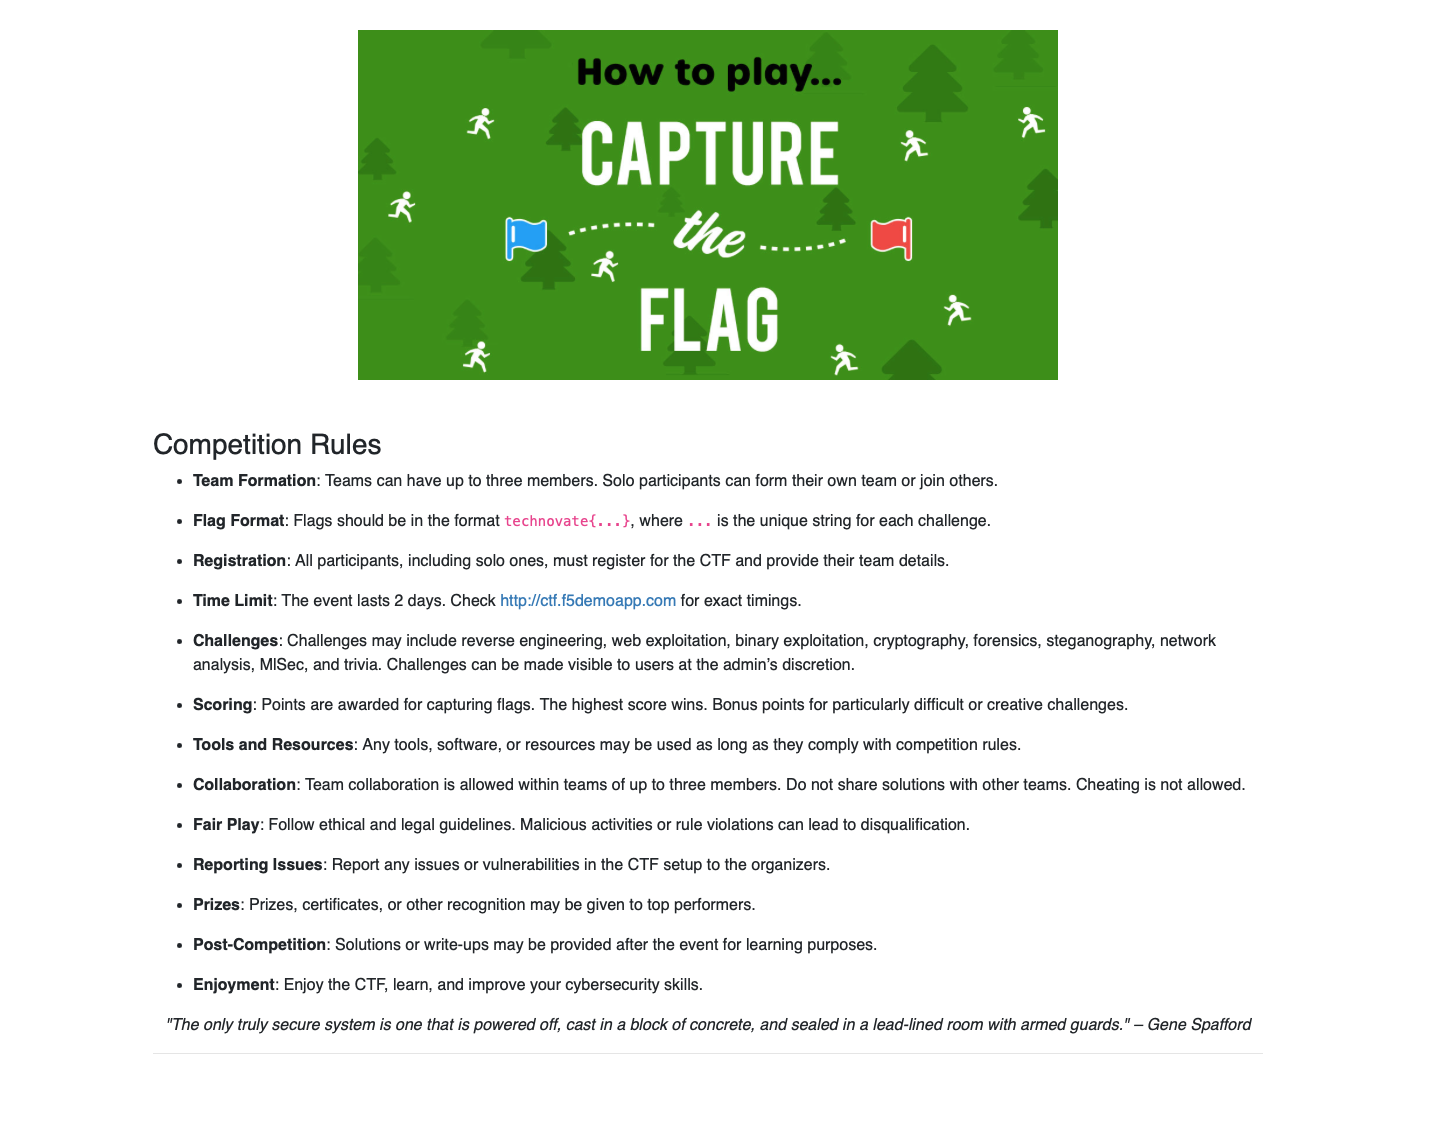 How to play...
CAPTURE
the
FLAG
Competition Rules
• Team Formation: Teams can have up to three members. Solo participants can form their own team or join others.
• Flag Format: Flags should be in the format technovate{...}, where ... is the unique string for each challenge.
• Registration: All participants, including solo ones, must register for the CTF and provide their team details.
• Time Limit: The event lasts 2 days. Check http://ctf.f5demoapp.com for exact timings.
• Challenges: Challenges may include reverse engineering, web exploitation, binary exploitation, cryptography, forensics, steganography, network
analysis, MISec, and trivia. Challenges can be made visible to users at the admin’s discretion.
• Scoring: Points are awarded for capturing flags. The highest score wins. Bonus points for particularly difficult or creative challenges.
• Tools and Resources: Any tools, software, or resources may be used as long as they comply with competition rules.
• Collaboration: Team collaboration is allowed within teams of up to three members. Do not share solutions with other teams. Cheating is not allowed.
• Fair Play: Follow ethical and legal guidelines. Malicious activities or rule violations can lead to disqualification.
• Reporting Issues: Report any issues or vulnerabilities in the CTF setup to the organizers.
• Prizes: Prizes, certificates, or other recognition may be given to top performers.
• Post-Competition: Solutions or write-ups may be provided after the event for learning purposes.
• Enjoyment: Enjoy the CTF, learn, and improve your cybersecurity skills.
"The only truly secure system is one that is powered off, cast in a block of concrete, and sealed in a lead-lined room with armed guards." – Gene Spafford